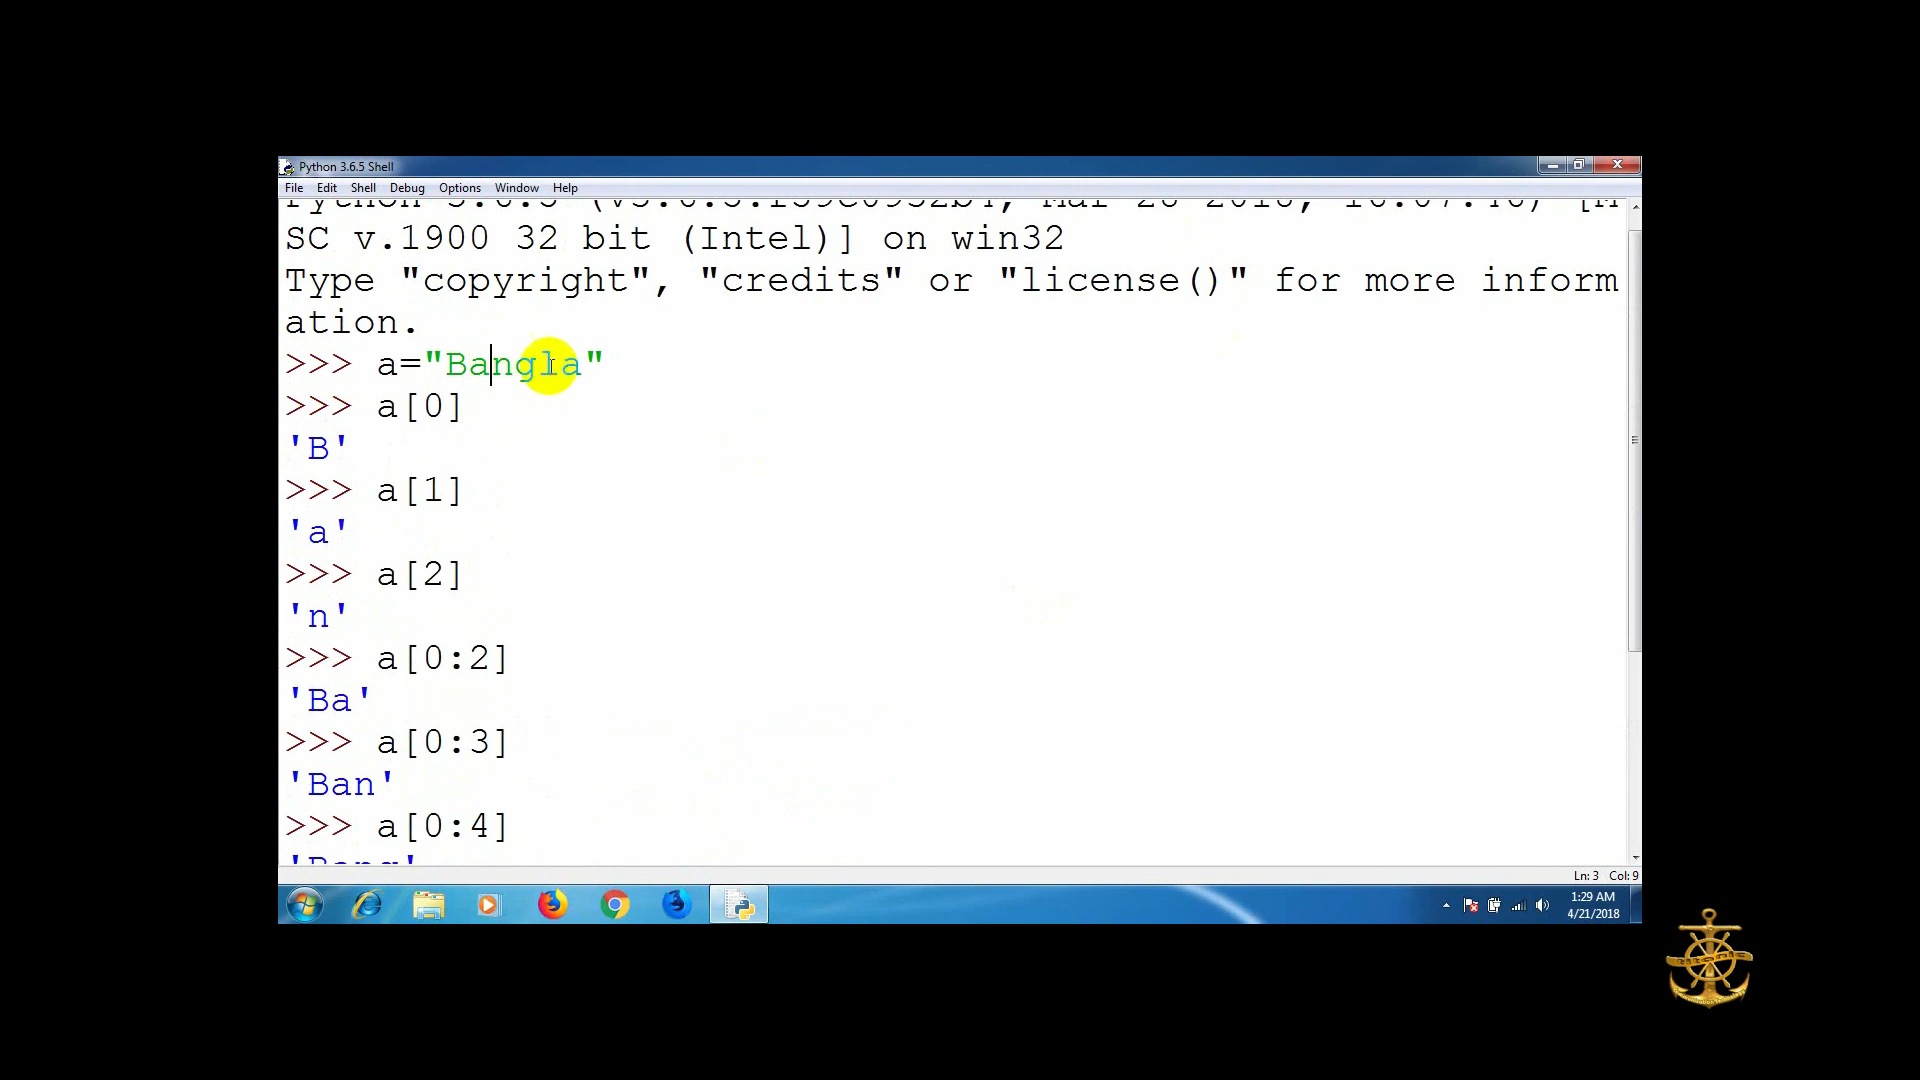 Python 3.6.5 Shell
File Edit Shell Debug Options Window Help
SC v.1900 32 bit (Intel)] on win32
Type "copyright", "credits" or "license()" for more inform
ation.
>>> a="Bangla"
>>> a[0]
'B'
>>> a[1]
'a'
>>> a[2]
'n'
>>> a[0:2]
'Ba'
>>> a[0:3]
'Ban'
>>> a[0:4]
'Bang'
Ln: 3 Col: 9
1:29 AM
4/21/2018